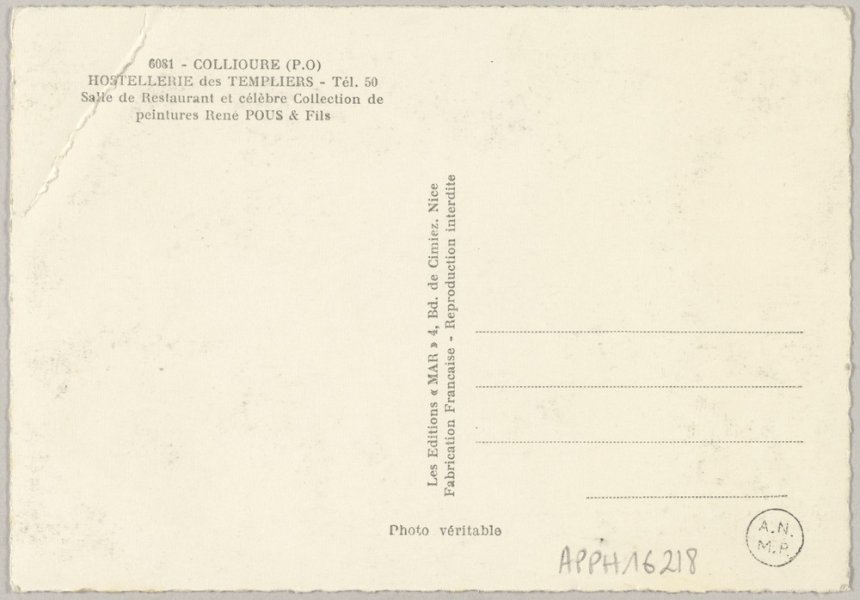 6081 - COLLIOURE (P.O)
HOSTELLERIE des TEMPLIERS - Tél. 50
Salle de Restaurant et célèbre Collection de
peintures René POUS & Fils
Les Editions « MAR » 4, Bd. de Cimiez. Nice
Fabrication Francaise - Reproduction interdite
Photo véritable
APPH16218
A.N.
M.P.